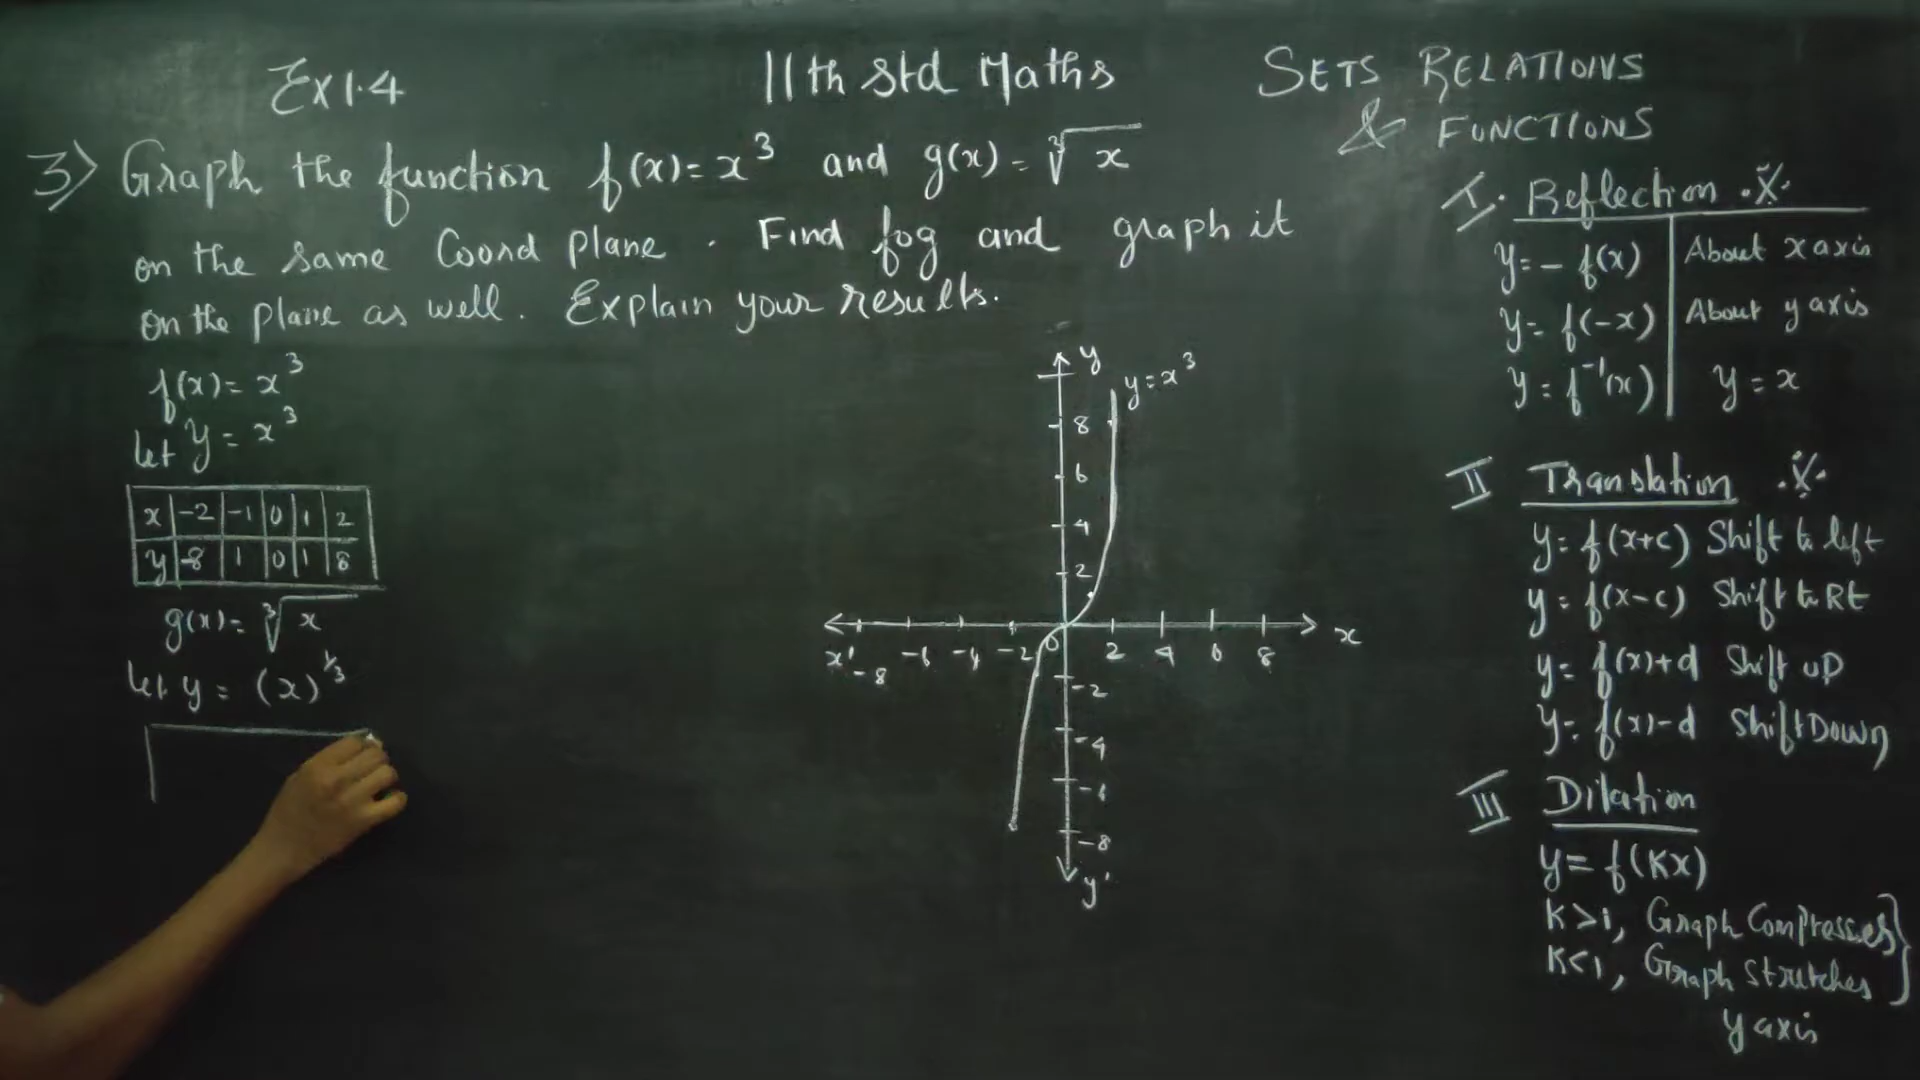 Ex 1.4
11th std Maths
SETS RELATIONS
& FUNCTIONS
3) Graph the function f(x) = x³ and g(x) = ∛x
on the same Coord plane. Find fog and graph it
on the plane as well. Explain your results.
f(x) = x³
let y = x³
x -2 -1 0 1 2
y -8 1 0 1 8
g(x) = ∛x
let y = (x)^1/3
y
y = x³
8
6
4
2
x' -8 -6 -4 -2 0 2 4 6 8 x
-2
-4
-6
-8
y'
I. Reflection .X.
y = - f(x) About x axis
y = f(-x) About y axis
y = f⁻¹(x) y = x
II Translation .X.
y = f(x+c) Shift to left
y = f(x-c) Shift to Rt
y = f(x)+d Shift uP
y = f(x)-d Shift Down
III Dilation
y = f(Kx)
K>1, Graph Compresses }
K<1, Graph Stretches
y axis